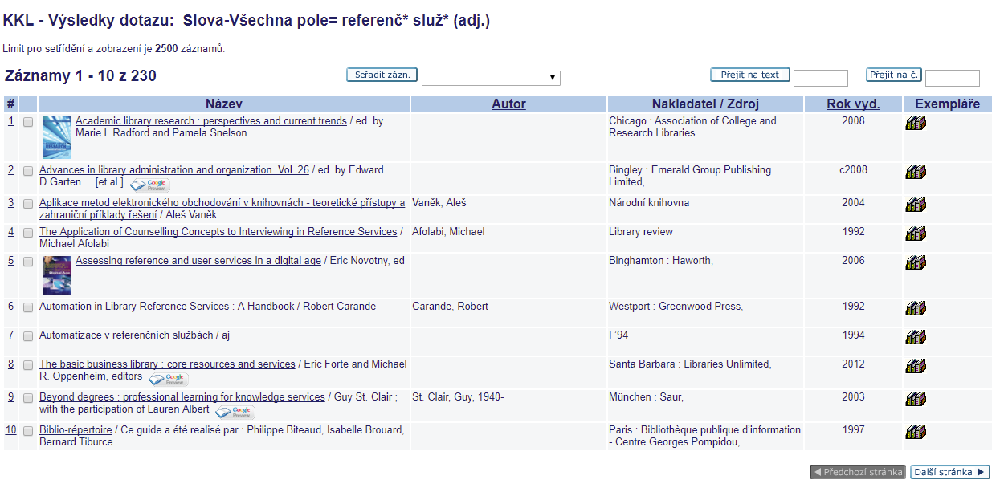 KKL - Výsledky dotazu: Slova-Všechna pole= referenč* služ* (adj.)
Limit pro setřídění a zobrazení je 2500 záznamů.
Záznamy 1 - 10 z 230 Seřadit zázn. Přejít na text Přejít na č.
# Název Autor Nakladatel / Zdroj Rok vyd. Exempláře
1 Academic library research : perspectives and current trends / ed. by Chicago : Association of College and 2008
Marie L.Radford and Pamela Snelson Research Libraries
RESEARCH
2 Advances in library administration and organization. Vol. 26 / ed. by Edward Bingley : Emerald Group Publishing c2008
D.Garten ... [et al.] Google Preview Limited,
3 Aplikace metod elektronického obchodování v knihovnách - teoretické přístupy a Vaněk, Aleš Národní knihovna 2004
zahraniční příklady řešení / Aleš Vaněk
4 The Application of Counselling Concepts to Interviewing in Reference Services / Afolabi, Michael Library review 1992
Michael Afolabi
5 Assessing reference and user services in a digital age / Eric Novotny, ed Binghamton : Haworth, 2006
Digital Age
6 Automation in Library Reference Services : A Handbook / Robert Carande Carande, Robert Westport : Greenwood Press, 1992
7 Automatizace v referenčních službách / aj I '94 1994
8 The basic business library : core resources and services / Eric Forte and Michael Santa Barbara : Libraries Unlimited, 2012
R. Oppenheim, editors Google Preview
9 Beyond degrees : professional learning for knowledge services / Guy St. Clair ; St. Clair, Guy, 1940- München : Saur, 2003
with the participation of Lauren Albert Google Preview
10 Biblio-répertoire / Ce guide a été realisé par : Philippe Biteaud, Isabelle Brouard, Paris : Bibliothèque publique d'information 1997
Bernard Tiburce - Centre Georges Pompidou,
Předchozí stránka Další stránka